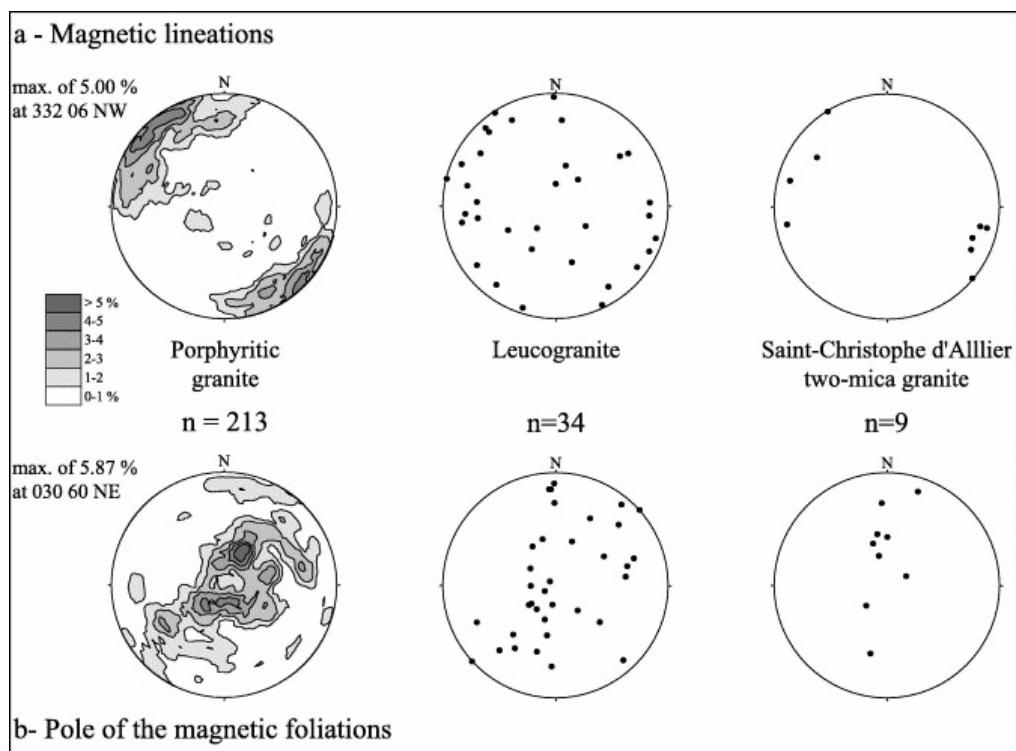 a - Magnetic lineations
max. of 5.00 %
at 332 06 NW
N
N
N
> 5 %
4-5
3-4
2-3
1-2
0-1 %
Porphyritic
granite
Leucogranite
Saint-Christophe d'Alllier
two-mica granite
n = 213
n=34
n=9
max. of 5.87 %
at 030 60 NE
N
N
N
b- Pole of the magnetic foliations